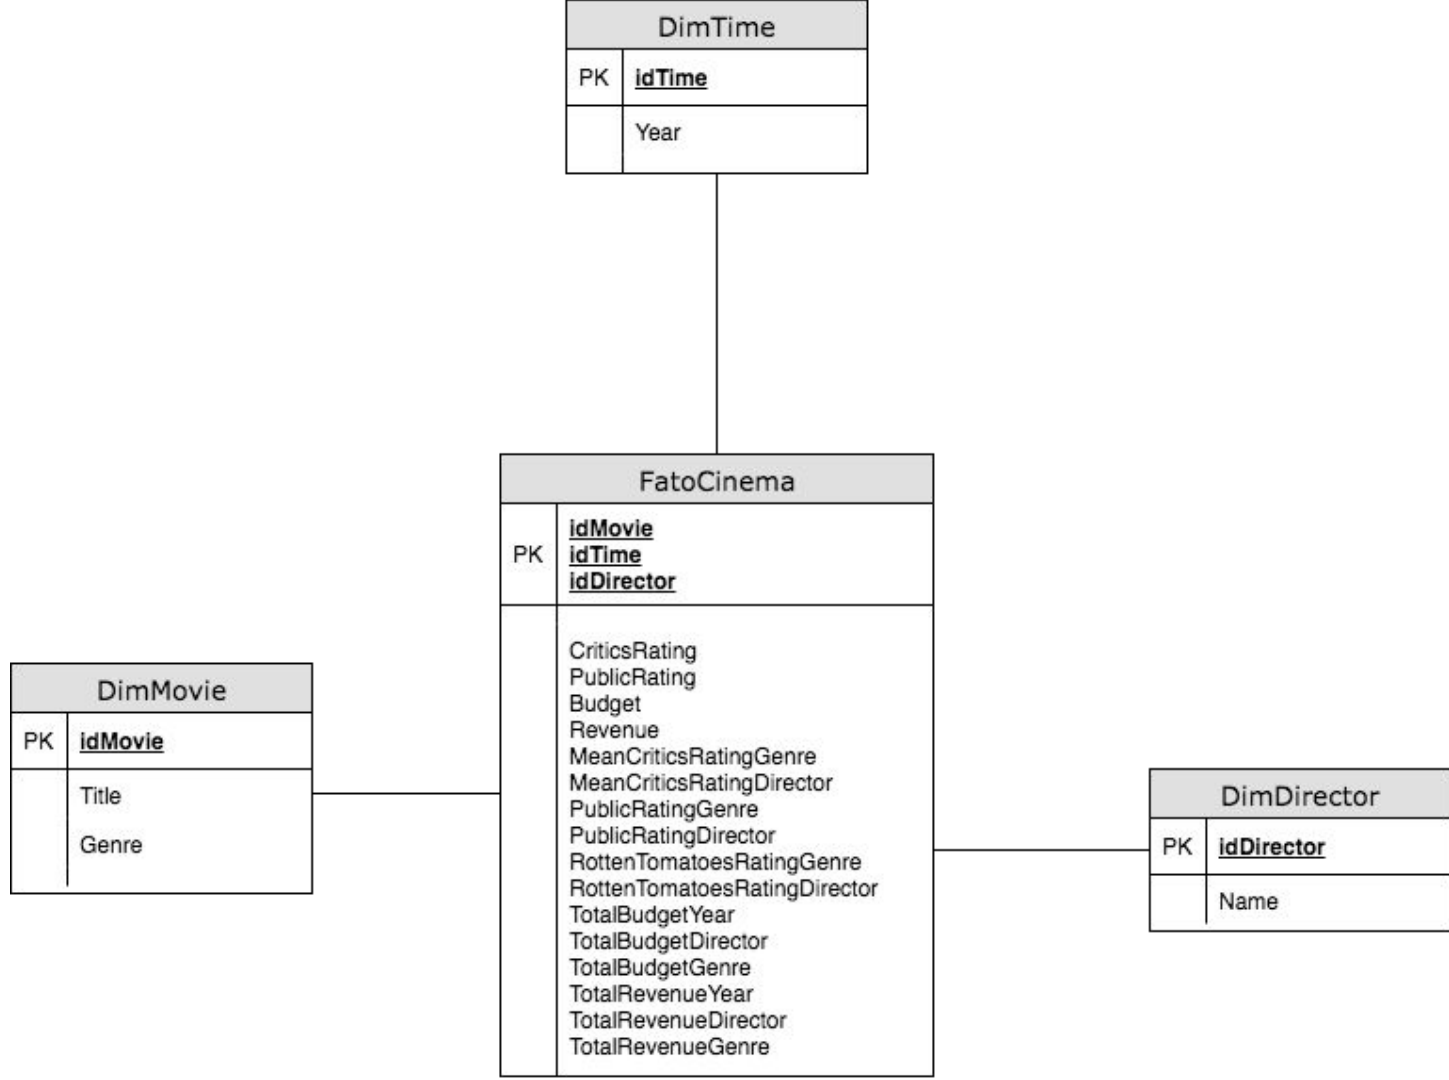 DimTime
PK idTime
Year
FatoCinema
PK
idMovie
idTime
idDirector
CriticsRating
PublicRating
Budget
Revenue
MeanCriticsRatingGenre
MeanCriticsRatingDirector
PublicRatingGenre
PublicRatingDirector
RottenTomatoesRatingGenre
RottenTomatoesRatingDirector
TotalBudgetYear
TotalBudgetDirector
TotalBudgetGenre
TotalRevenueYear
TotalRevenueDirector
TotalRevenueGenre
DimMovie
PK idMovie
Title
Genre
DimDirector
PK idDirector
Name